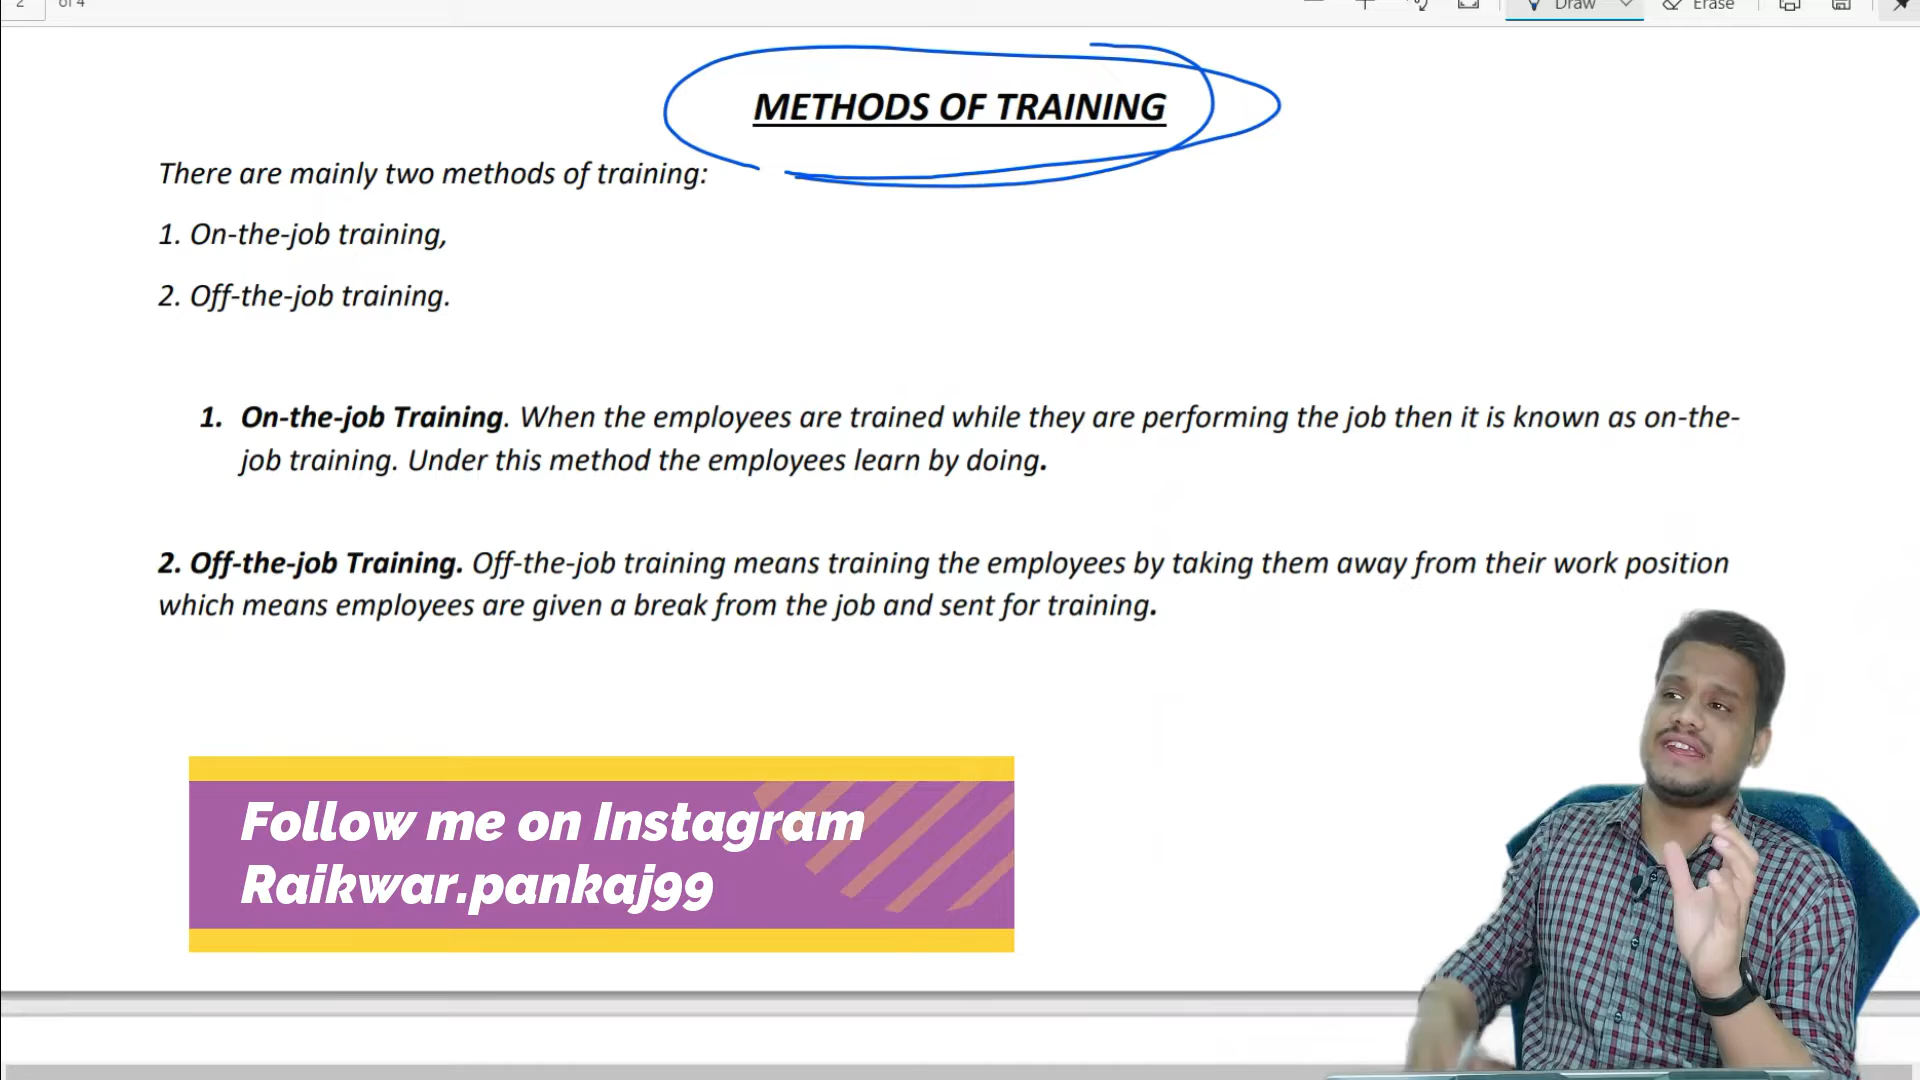 2 of 4 Draw Erase
METHODS OF TRAINING
There are mainly two methods of training:
1. On-the-job training,
2. Off-the-job training.
1. On-the-job Training. When the employees are trained while they are performing the job then it is known as on-the-
job training. Under this method the employees learn by doing.
2. Off-the-job Training. Off-the-job training means training the employees by taking them away from their work position
which means employees are given a break from the job and sent for training.
Follow me on Instagram
Raikwar.pankaj99